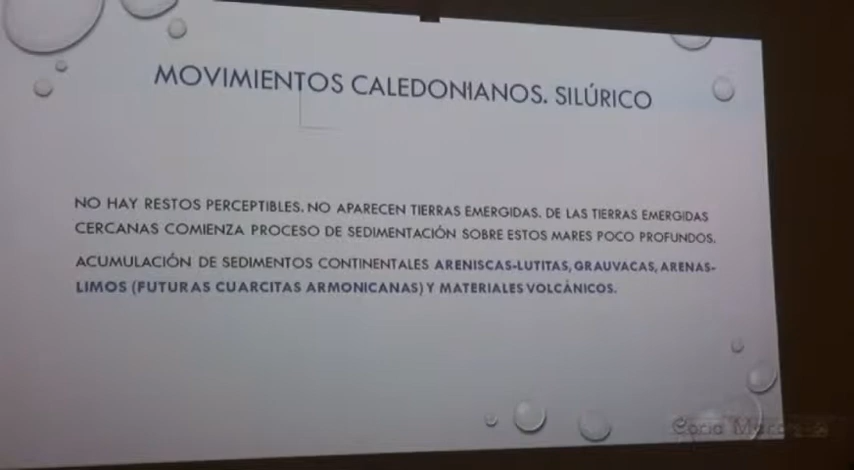 MOVIMIENTOS CALEDONIANOS. SILÚRICO
NO HAY RESTOS PERCEPTIBLES. NO APARECEN TIERRAS EMERGIDAS. DE LAS TIERRAS EMERGIDAS
CERCANAS COMIENZA PROCESO DE SEDIMENTACIÓN SOBRE ESTOS MARES POCO PROFUNDOS.
ACUMULACIÓN DE SEDIMENTOS CONTINENTALES ARENISCAS-LUTITAS, GRAUVACAS, ARENAS-
LIMOS (FUTURAS CUARCITAS ARMONICANAS) Y MATERIALES VOLCÁNICOS.